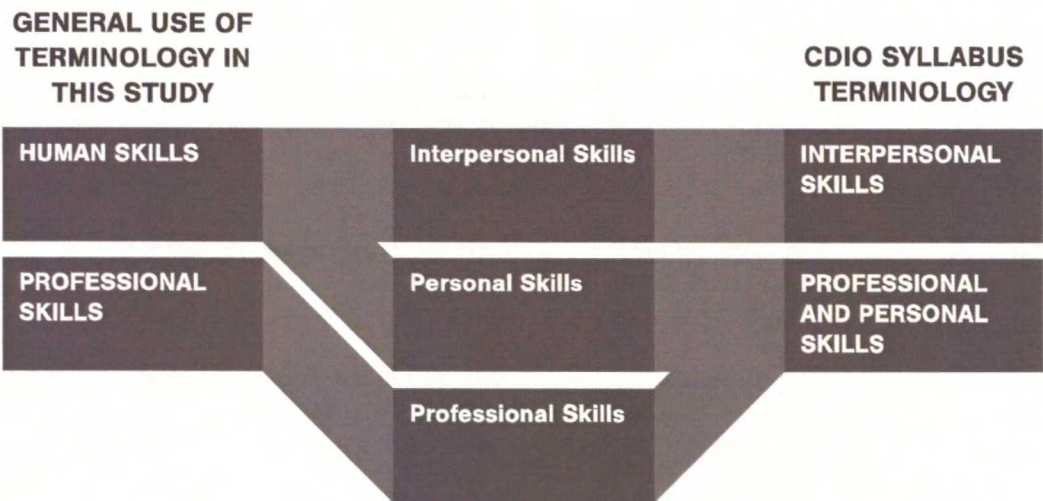 GENERAL USE OF
TERMINOLOGY IN
THIS STUDY
CDIO SYLLABUS
TERMINOLOGY
HUMAN SKILLS
Interpersonal Skills
INTERPERSONAL
SKILLS
PROFESSIONAL
SKILLS
Personal Skills
PROFESSIONAL
AND PERSONAL
SKILLS
Professional Skills